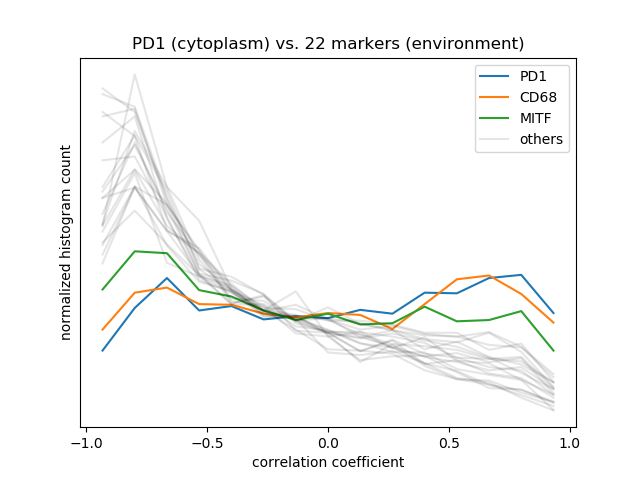 PD1 (cytoplasm) vs. 22 markers (environment)
PD1
CD68
MITF
others
normalized histogram count
−1.0 −0.5 0.0 0.5 1.0
correlation coefficient